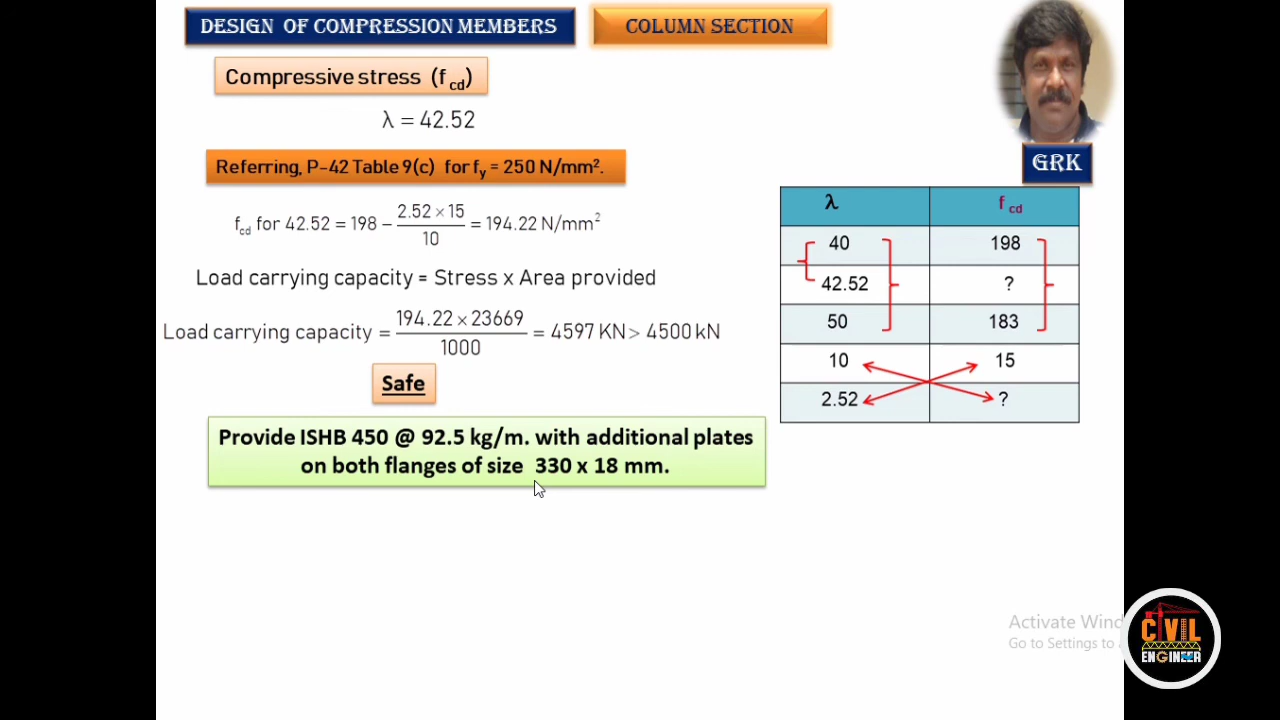 DESIGN OF COMPRESSION MEMBERS
COLUMN SECTION
Compressive stress (f cd)
λ = 42.52
GRK
Referring, P-42 Table 9(c) for fy = 250 N/mm².
fcd for 42.52 = 198 − 2.52 × 15 / 10 = 194.22 N/mm²
Load carrying capacity = Stress x Area provided
Load carrying capacity = 194.22 × 23669 / 1000 = 4597 KN > 4500 kN
Safe
Provide ISHB 450 @ 92.5 kg/m. with additional plates
on both flanges of size 330 x 18 mm.
λ f cd
40 198
42.52 ?
50 183
10 15
2.52 ?
Activate Wind
Go to Settings to
CIVIL
ENGINEER